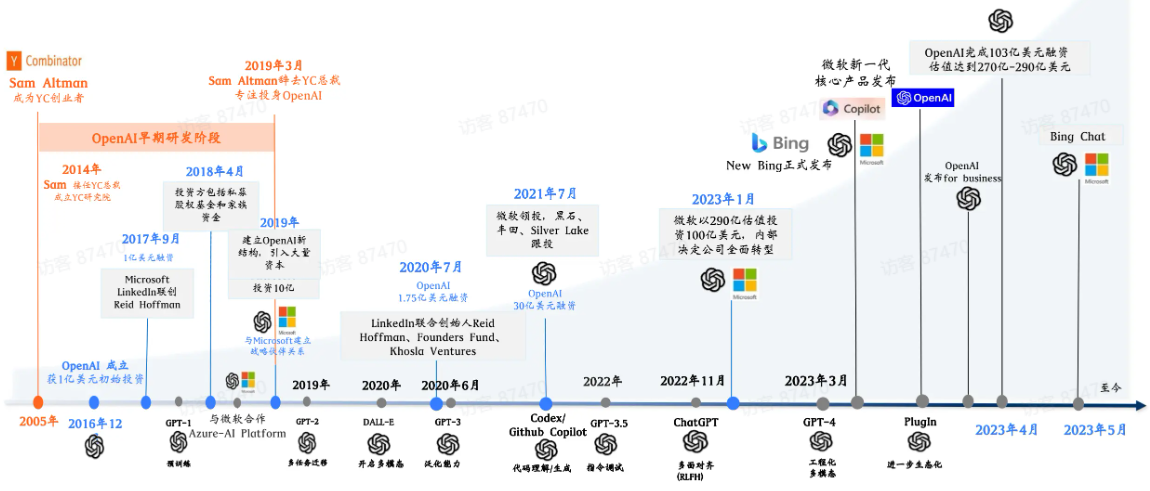 Combinator
Sam Altman
成为YC创业者
2019年3月
Sam Altman辞去YC总裁
专注投身OpenAI
OpenAI早期研发阶段
2014年
Sam 接任YC总裁
成立YC研究院
2018年4月
投资方包括私募
股权基金和家族
资金
2017年9月
1亿美元融资
Microsoft
LinkedIn联创
Reid Hoffman
2019年
建立OpenAI新
结构，引入大量
资本
投资10亿
Microsoft
与Microsoft建立
战略伙伴关系
OpenAI 成立
获1亿美元初始投资
2020年7月
OpenAI
1.75亿美元融资
LinkedIn联合创始人Reid
Hoffman、Founders Fund、
Khosla Ventures
2021年7月
微软领投，黑石、
丰田、Silver Lake
跟投
OpenAI
30亿美元融资
2023年1月
微软以290亿估值投
资100亿美元，内部
决定公司全面转型
Microsoft
Bing
New Bing正式发布
微软新一代
核心产品发布
Copilot
Microsoft
OpenAI
OpenAI完成103亿美元融资
估值达到270亿-290亿美元
OpenAI
发布for business
Bing Chat
Microsoft
至今
2005年
2016年12
GPT-1
预训练
与微软合作
Azure-AI Platform
2019年
GPT-2
多任务迁移
2020年
DALL-E
开启多模态
2020年6月
GPT-3
泛化能力
Codex/
Github Copilot
代码理解/生成
2022年
GPT-3.5
指令调试
2022年11月
ChatGPT
多面对齐
(RLFH)
2023年3月
GPT-4
工程化
多模态
PlugIn
进一步生态化
2023年4月
2023年5月
访客 87470